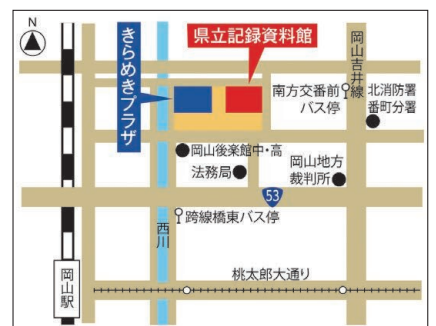 N
きらめきプラザ
県立記録資料館
岡山吉井線
南方交番前
バス停
北消防署
番町分署
岡山後楽館中・高
法務局
岡山地方
裁判所
53
跨線橋東バス停
西川
岡山駅
桃太郎大通り